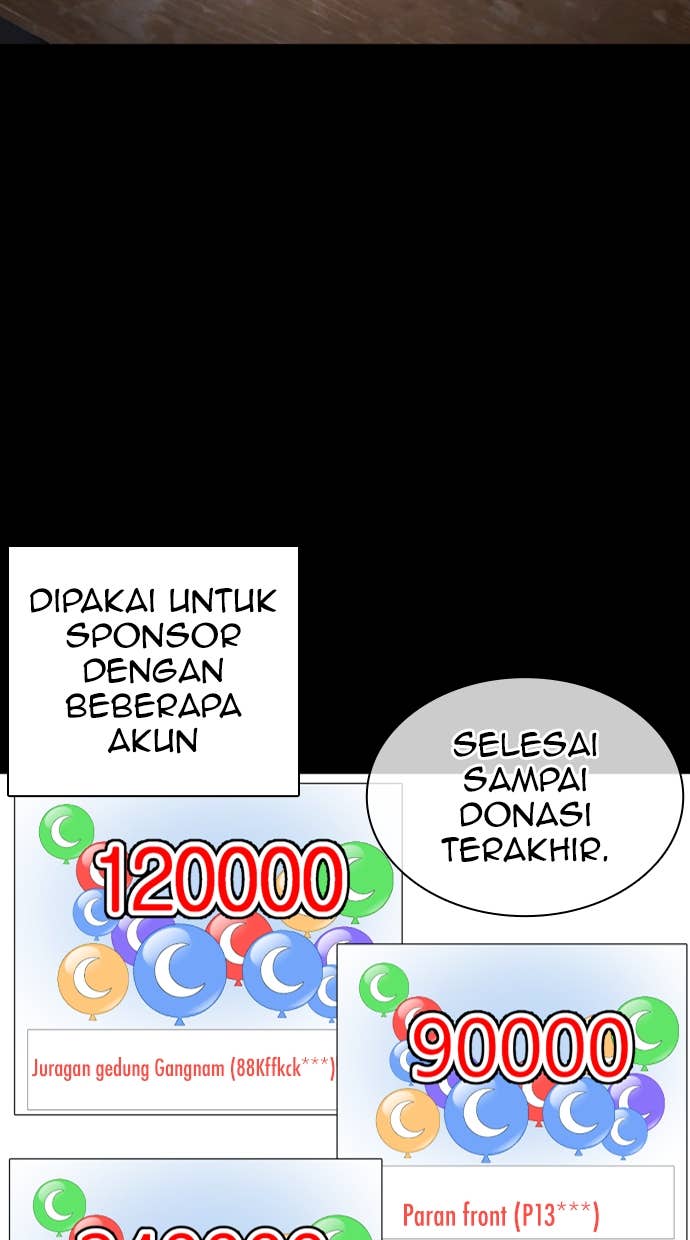 DIPAKAI UNTUK
SPONSOR
DENGAN
BEBERAPA
AKUN
SELESAI
SAMPAI
DONASI
TERAKHIR.
120000
Juragan gedung Gangnam (88Kffkck***)
90000
Paran front (P13***)